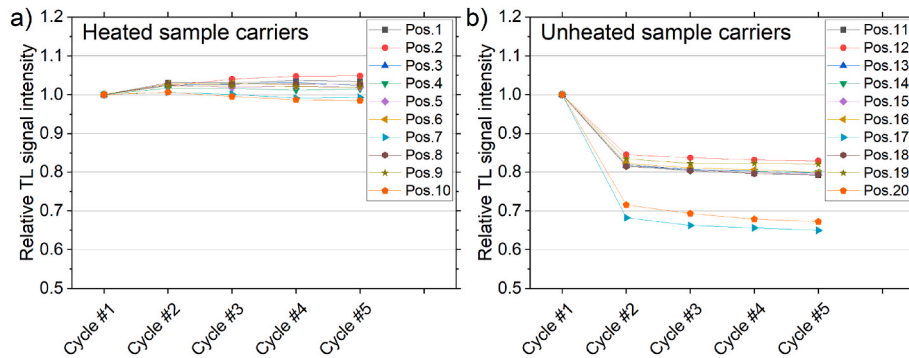 a)
Heated sample carriers
Relative TL signal intensity
1.2
1.1
1.0
0.9
0.8
0.7
0.6
0.5
Pos.1
Pos.2
Pos.3
Pos.4
Pos.5
Pos.6
Pos.7
Pos.8
Pos.9
Pos.10
Cycle #1
Cycle #2
Cycle #3
Cycle #4
Cycle #5
b)
Unheated sample carriers
Relative TL signal intensity
1.2
1.1
1.0
0.9
0.8
0.7
0.6
0.5
Pos.11
Pos.12
Pos.13
Pos.14
Pos.15
Pos.16
Pos.17
Pos.18
Pos.19
Pos.20
Cycle #1
Cycle #2
Cycle #3
Cycle #4
Cycle #5